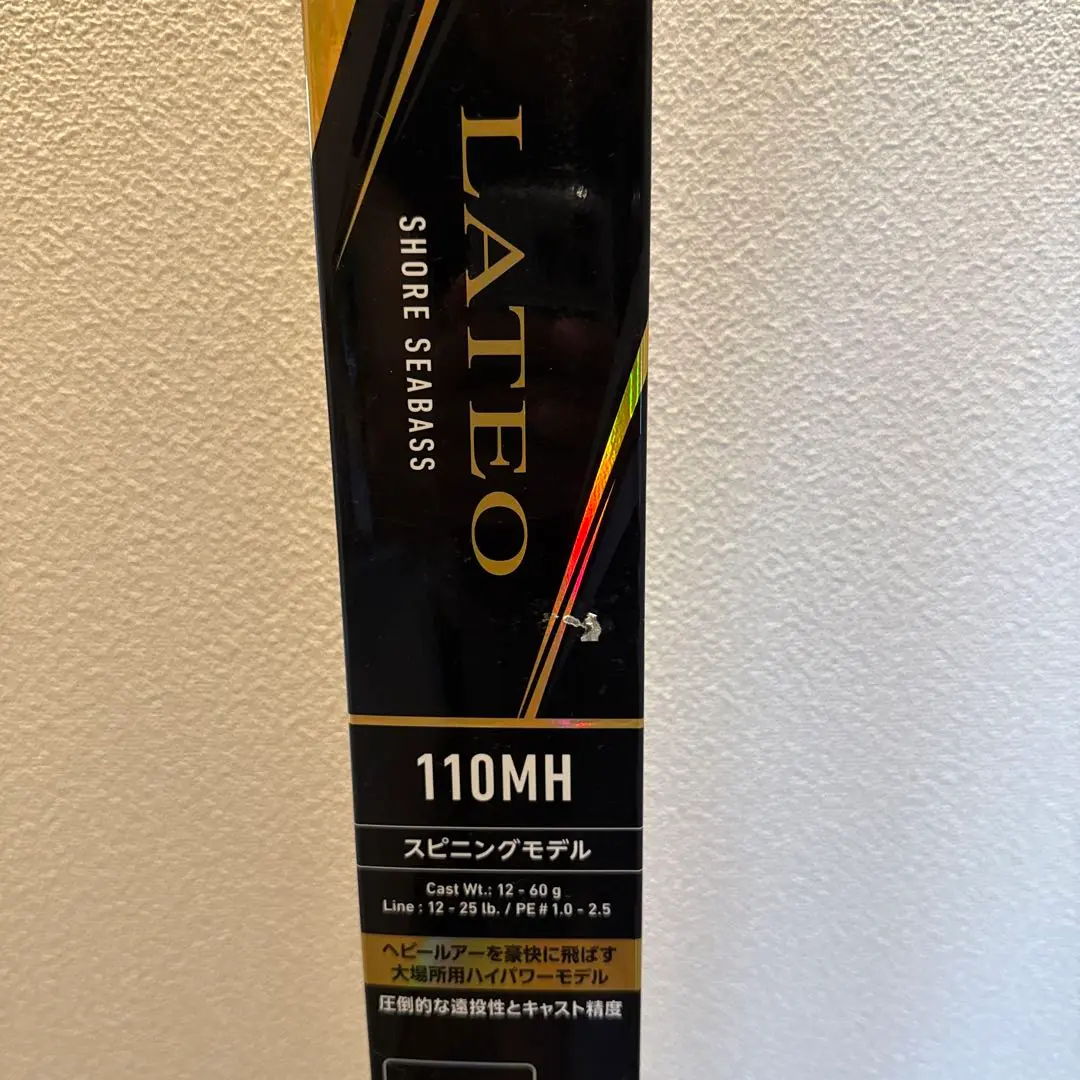 LATEO
SHORE SEABASS
110MH
スピニングモデル
Cast Wt.: 12 - 60 g
Line : 12 - 25 lb. / PE # 1.0 - 2.5
ヘビールアーを豪快に飛ばす
大場所用ハイパワーモデル
圧倒的な遠投性とキャスト精度